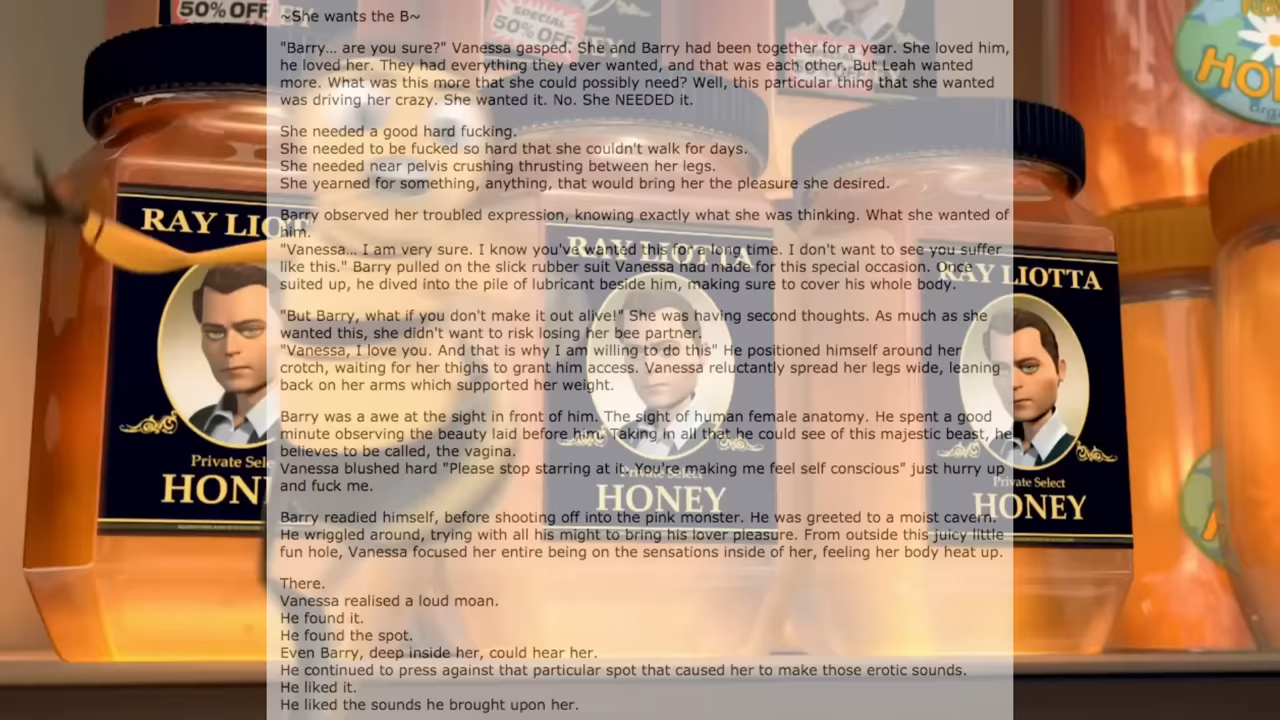 50% OFF
SPECIAL
50% OFF
~She wants the B~
"Barry... are you sure?" Vanessa gasped. She and Barry had been together for a year. She loved him,
he loved her. They had everything they ever wanted, and that was each other. But Leah wanted
more. What was this more that she could possibly need? Well, this particular thing that she wanted
was driving her crazy. She wanted it. No. She NEEDED it.
She needed a good hard fucking.
She needed to be fucked so hard that she couldn't walk for days.
She needed near pelvis crushing thrusting between her legs.
She yearned for something, anything, that would bring her the pleasure she desired.
Barry observed her troubled expression, knowing exactly what she was thinking. What she wanted of
him.
"Vanessa... I am very sure. I know you've wanted this for a long time. I don't want to see you suffer
like this." Barry pulled on the slick rubber suit Vanessa had made for this special occasion. Once
suited up, he dived into the pile of lubricant beside him, making sure to cover his whole body.
"But Barry, what if you don't make it out alive!" She was having second thoughts. As much as she
wanted this, she didn't want to risk losing her bee partner.
"Vanessa, I love you. And that is why I am willing to do this" He positioned himself around her
crotch, waiting for her thighs to grant him access. Vanessa reluctantly spread her legs wide, leaning
back on her arms which supported her weight.
Barry was a awe at the sight in front of him. The sight of human female anatomy. He spent a good
minute observing the beauty laid before him. Taking in all that he could see of this majestic beast, he
believes to be called, the vagina.
Vanessa blushed hard "Please stop starring at it. You're making me feel self conscious" just hurry up
and fuck me.
Barry readied himself, before shooting off into the pink monster. He was greeted to a moist cavern.
He wriggled around, trying with all his might to bring his lover pleasure. From outside this juicy little
fun hole, Vanessa focused her entire being on the sensations inside of her, feeling her body heat up.
There.
Vanessa realised a loud moan.
He found it.
He found the spot.
Even Barry, deep inside her, could hear her.
He continued to press against that particular spot that caused her to make those erotic sounds.
He liked it.
He liked the sounds he brought upon her.
RAY LIOT
Private Sele
HON
RAY LIOTTA
Private Select
HONEY
RAY LIOTTA
Private Select
HONEY
HO